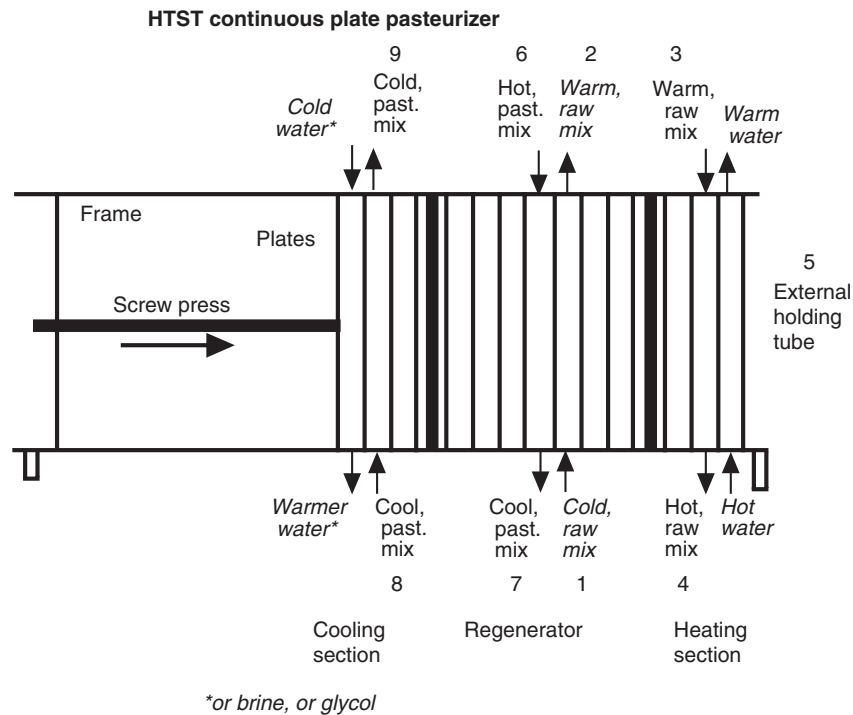 HTST continuous plate pasteurizer
9
Cold,
past.
mix
6
Hot,
past.
mix
2
Warm,
raw
mix
3
Warm,
raw
mix
Cold
water*
Warm
water
Frame
Plates
Screw press
5
External
holding
tube
Warmer
water*
Cool,
past.
mix
8
Cool,
past.
mix
7
Cold,
raw
mix
1
Hot,
raw
mix
4
Hot
water
Cooling
section
Regenerator
Heating
section
*or brine, or glycol